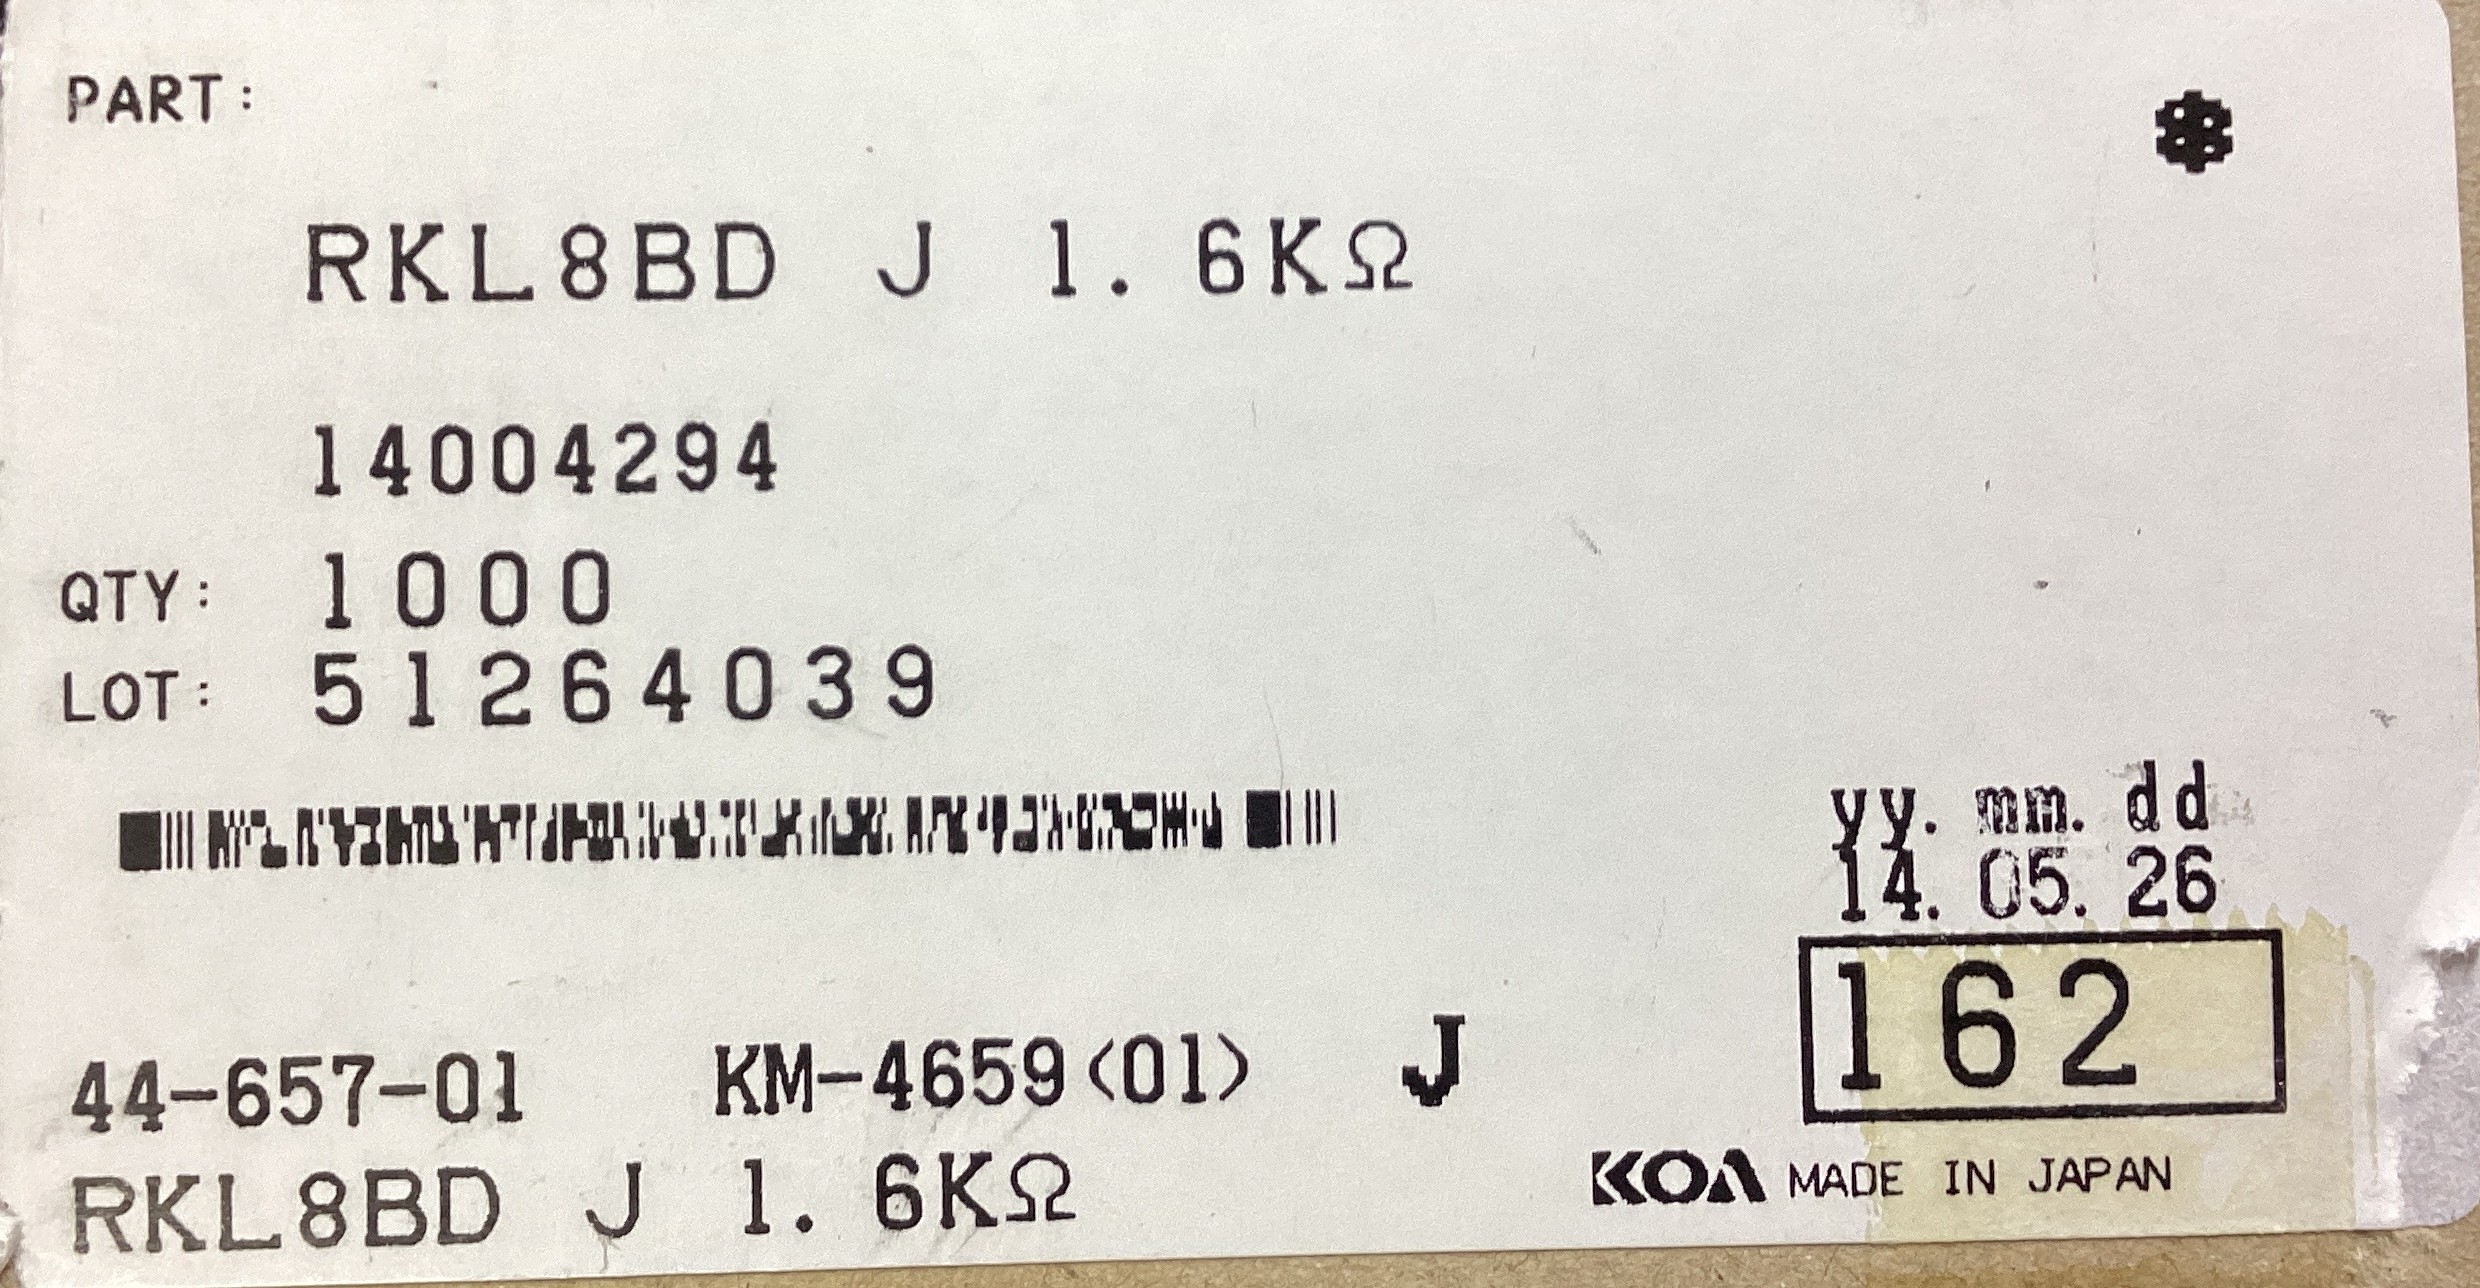 PART:
RKL8BD J 1.6KΩ
14004294
QTY: 1000
LOT: 51264039
yy.mm.dd
14.05.26
162
44-657-01 KM-4659<01> J
RKL8BD J 1.6KΩ
KOA MADE IN JAPAN